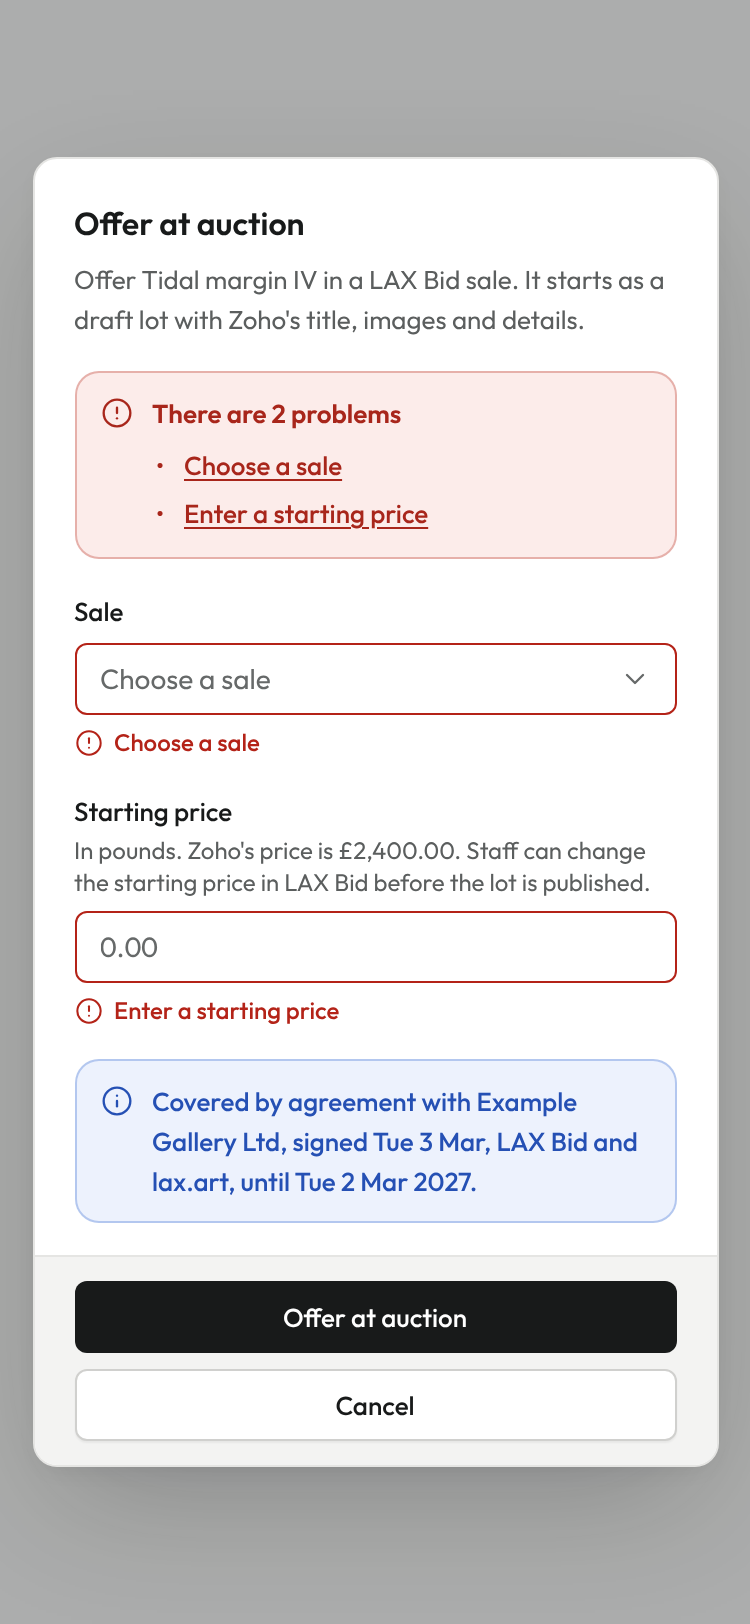 Offer at auction
Offer Tidal margin IV in a LAX Bid sale. It starts as a
draft lot with Zoho's title, images and details.
There are 2 problems
• Choose a sale
• Enter a starting price
Sale
Choose a sale
Choose a sale
Starting price
In pounds. Zoho's price is £2,400.00. Staff can change
the starting price in LAX Bid before the lot is published.
0.00
Enter a starting price
Covered by agreement with Example
Gallery Ltd, signed Tue 3 Mar, LAX Bid and
lax.art, until Tue 2 Mar 2027.
Offer at auction
Cancel